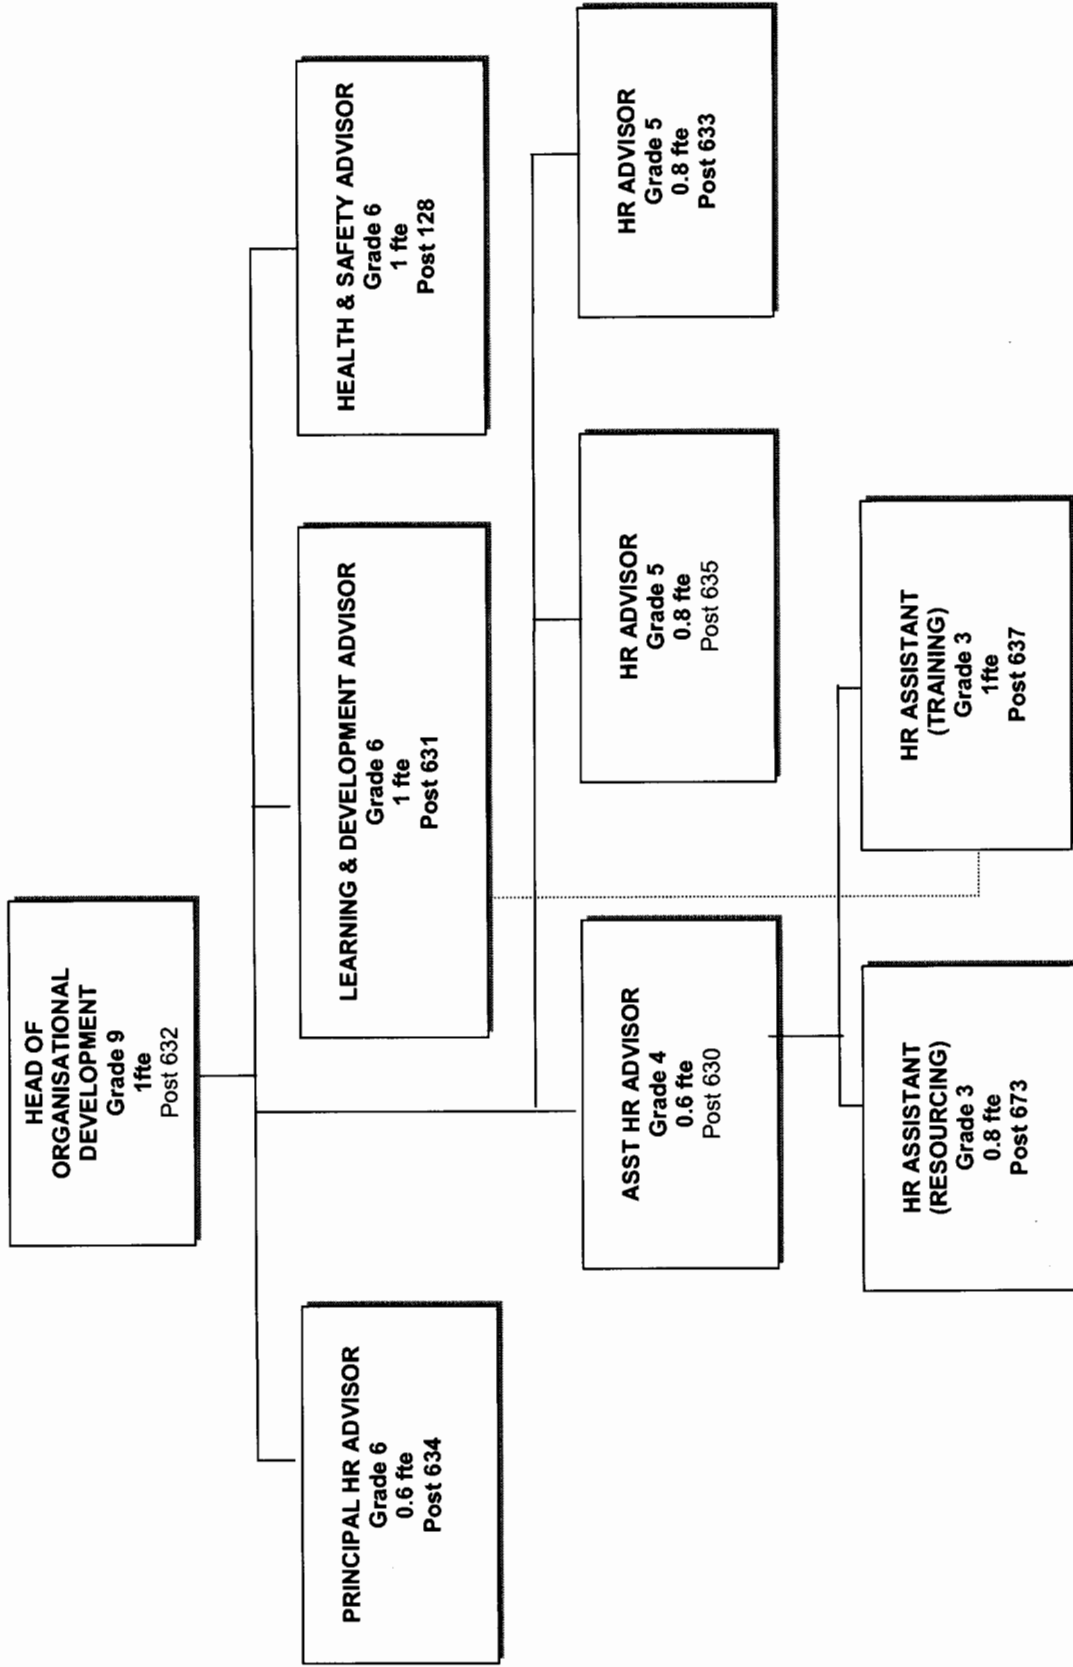 HEAD OF
ORGANISATIONAL
DEVELOPMENT
Grade 9
1fte
Post 632
PRINCIPAL HR ADVISOR
Grade 6
0.6 fte
Post 634
LEARNING & DEVELOPMENT ADVISOR
Grade 6
1 fte
Post 631
HEALTH & SAFETY ADVISOR
Grade 6
1 fte
Post 128
ASST HR ADVISOR
Grade 4
0.6 fte
Post 630
HR ADVISOR
Grade 5
0.8 fte
Post 635
HR ADVISOR
Grade 5
0.8 fte
Post 633
HR ASSISTANT
(RESOURCING)
Grade 3
0.8 fte
Post 673
HR ASSISTANT
(TRAINING)
Grade 3
1fte
Post 637